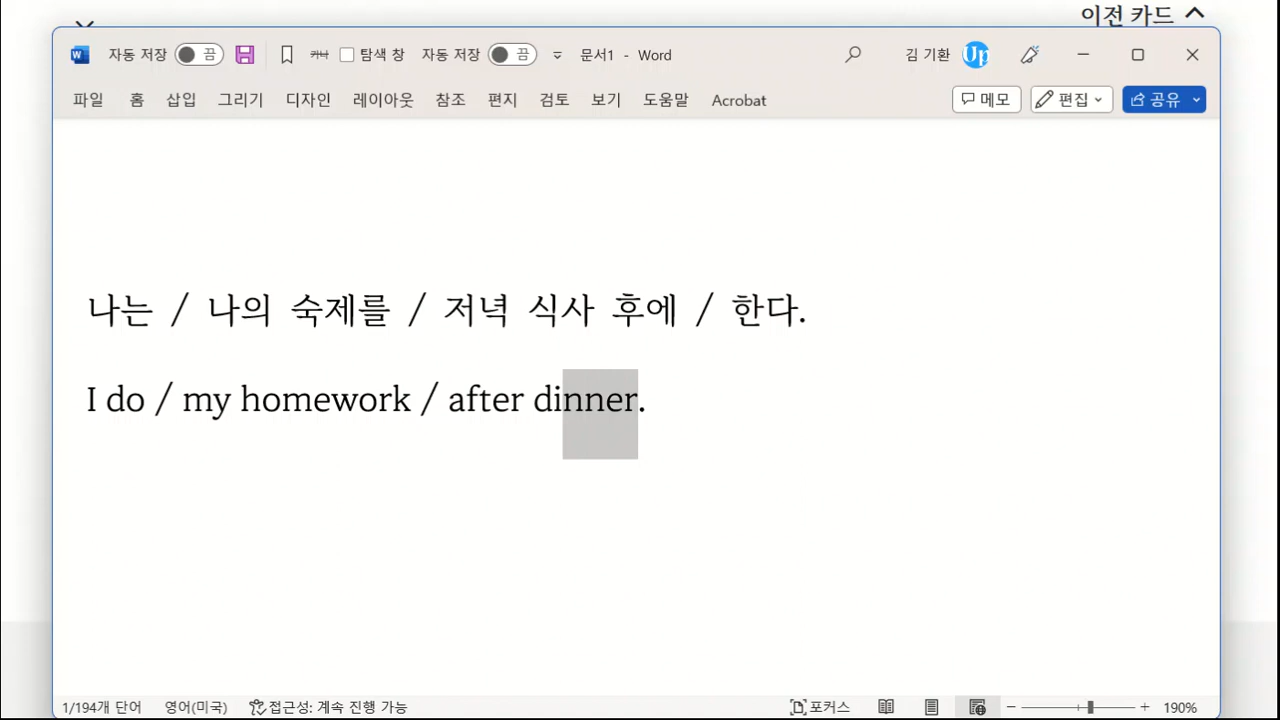 이전 카드
자동 저장 끔 가나 탐색 창 자동 저장 끔 문서1 - Word 김 기환 Up
파일 홈 삽입 그리기 디자인 레이아웃 참조 편지 검토 보기 도움말 Acrobat 메모 편집 공유
나는 / 나의 숙제를 / 저녁 식사 후에 / 한다.
I do / my homework / after dinner.
1/194개 단어 영어(미국) 접근성: 계속 진행 가능 포커스 190%